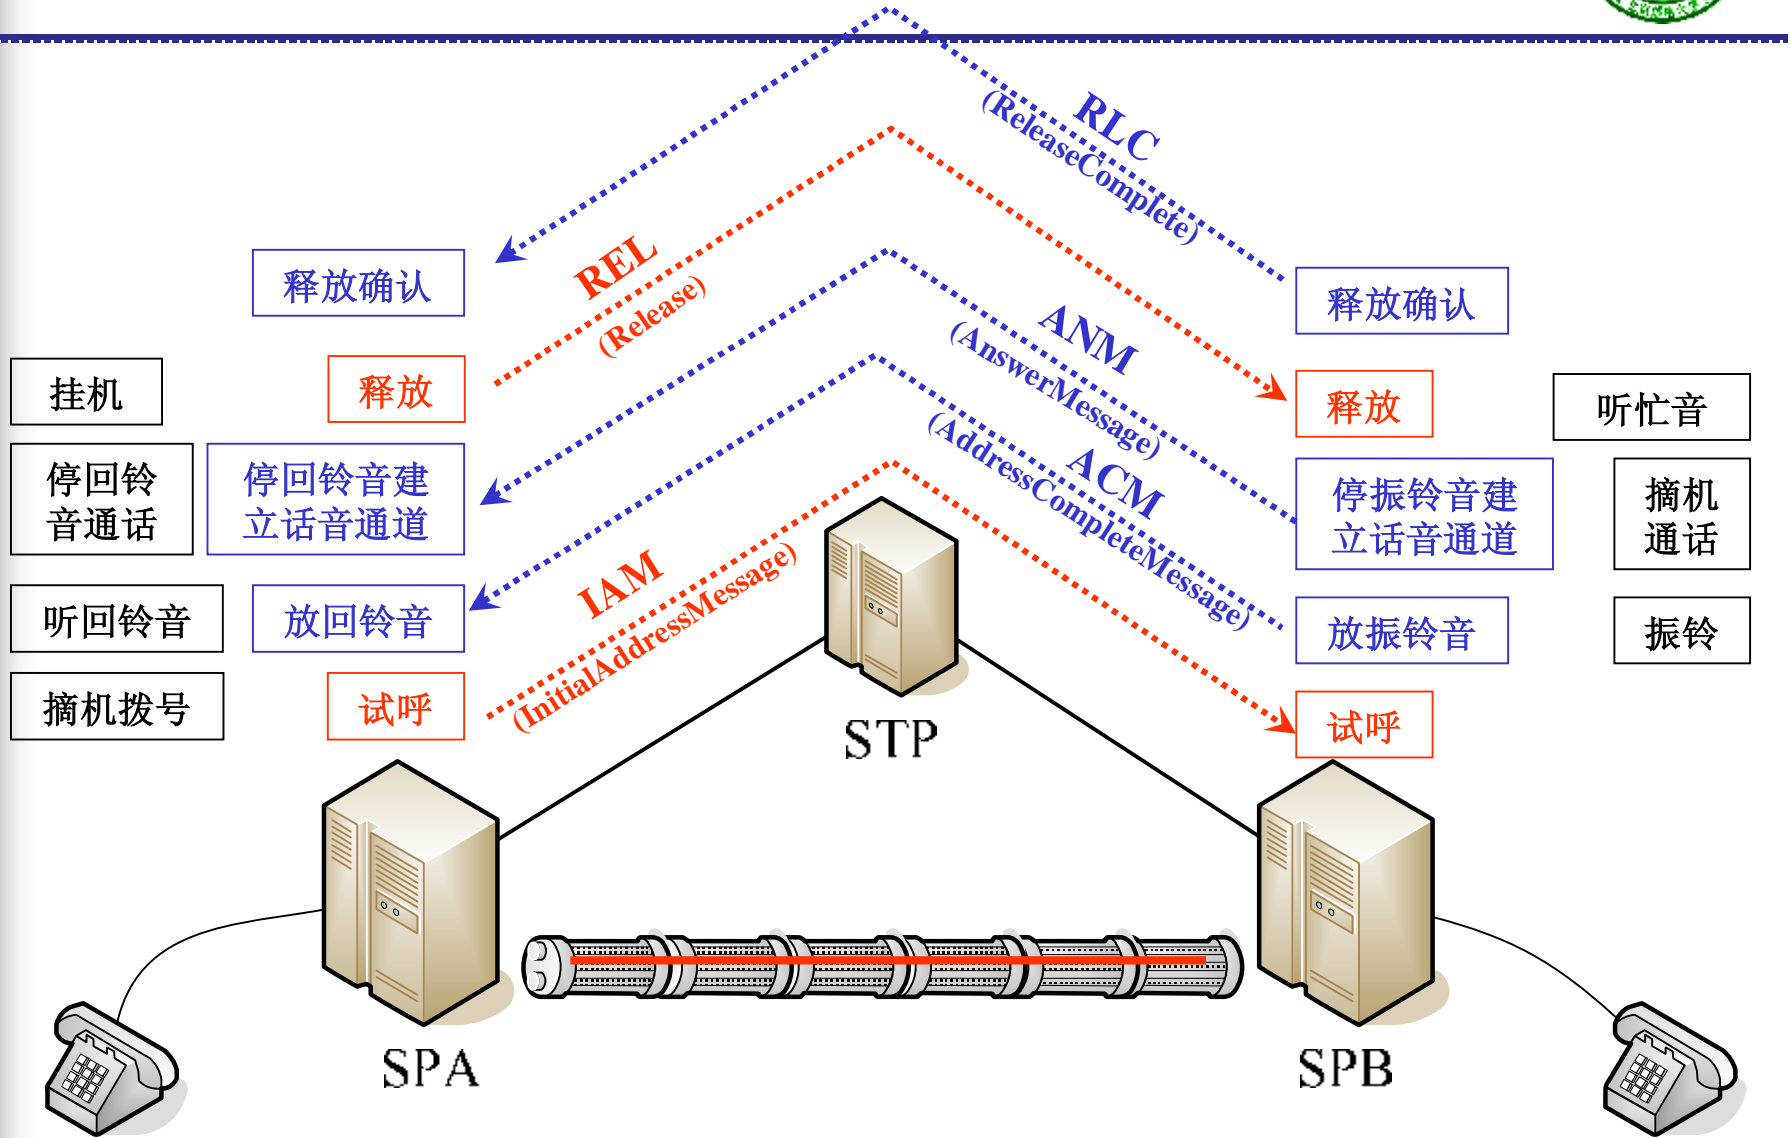 RLC
(ReleaseComplete)
REL
(Release)
释放确认
释放确认
ANM
(AnswerMessage)
挂机
释放
释放
听忙音
停回铃
音通话
停回铃音建
立话音通道
ACM
(AddressCompleteMessage)
停振铃音建
立话音通道
摘机
通话
IAM
(InitialAddressMessage)
听回铃音
放回铃音
放振铃音
振铃
摘机拨号
试呼
试呼
STP
SPA
SPB